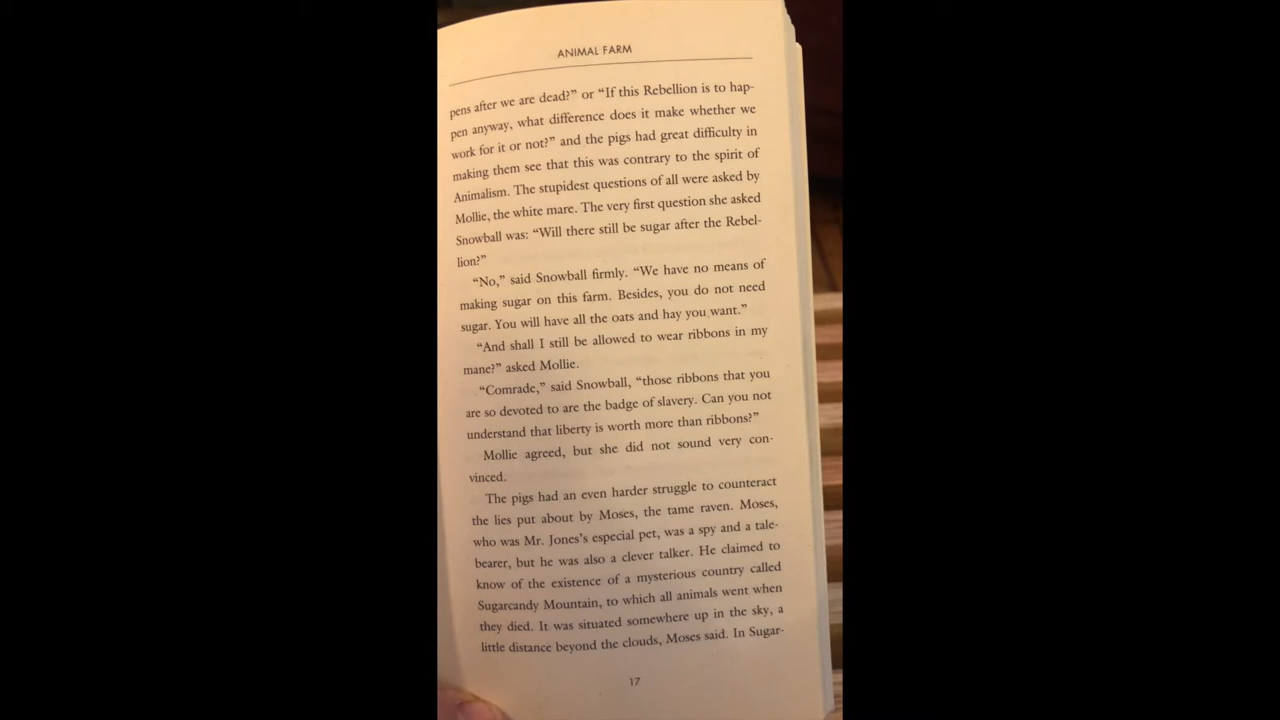 ANIMAL FARM
pens after we are dead?” or “If this Rebellion is to hap-
pen anyway, what difference does it make whether we
work for it or not?” and the pigs had great difficulty in
making them see that this was contrary to the spirit of
Animalism. The stupidest questions of all were asked by
Mollie, the white mare. The very first question she asked
Snowball was: “Will there still be sugar after the Rebel-
lion?”
“No,” said Snowball firmly. “We have no means of
making sugar on this farm. Besides, you do not need
sugar. You will have all the oats and hay you want.”
“And shall I still be allowed to wear ribbons in my
mane?” asked Mollie.
“Comrade,” said Snowball, “those ribbons that you
are so devoted to are the badge of slavery. Can you not
understand that liberty is worth more than ribbons?”
Mollie agreed, but she did not sound very con-
vinced.
The pigs had an even harder struggle to counteract
the lies put about by Moses, the tame raven. Moses,
who was Mr. Jones’s especial pet, was a spy and a tale-
bearer, but he was also a clever talker. He claimed to
know of the existence of a mysterious country called
Sugarcandy Mountain, to which all animals went when
they died. It was situated somewhere up in the sky, a
little distance beyond the clouds, Moses said. In Sugar-
17